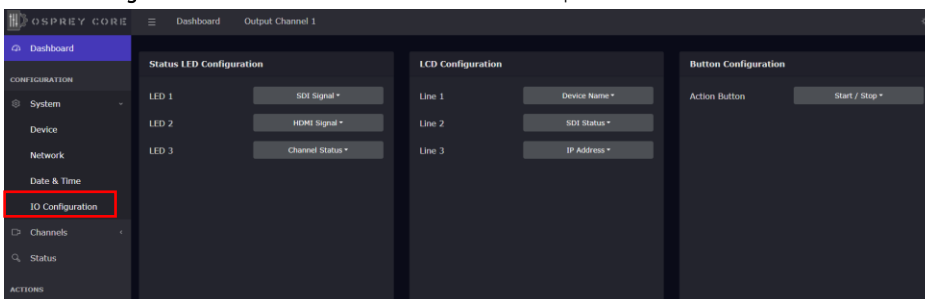 OSPREY CORE
Dashboard Output Channel 1
Dashboard
CONFIGURATION
System
Device
Network
Date & Time
IO Configuration
Channels
Status
ACTIONS
Status LED Configuration
LED 1 SDI Signal
LED 2 HDMI Signal
LED 3 Channel Status
LCD Configuration
Line 1 Device Name
Line 2 SDI Status
Line 3 IP Address
Button Configuration
Action Button Start / Stop